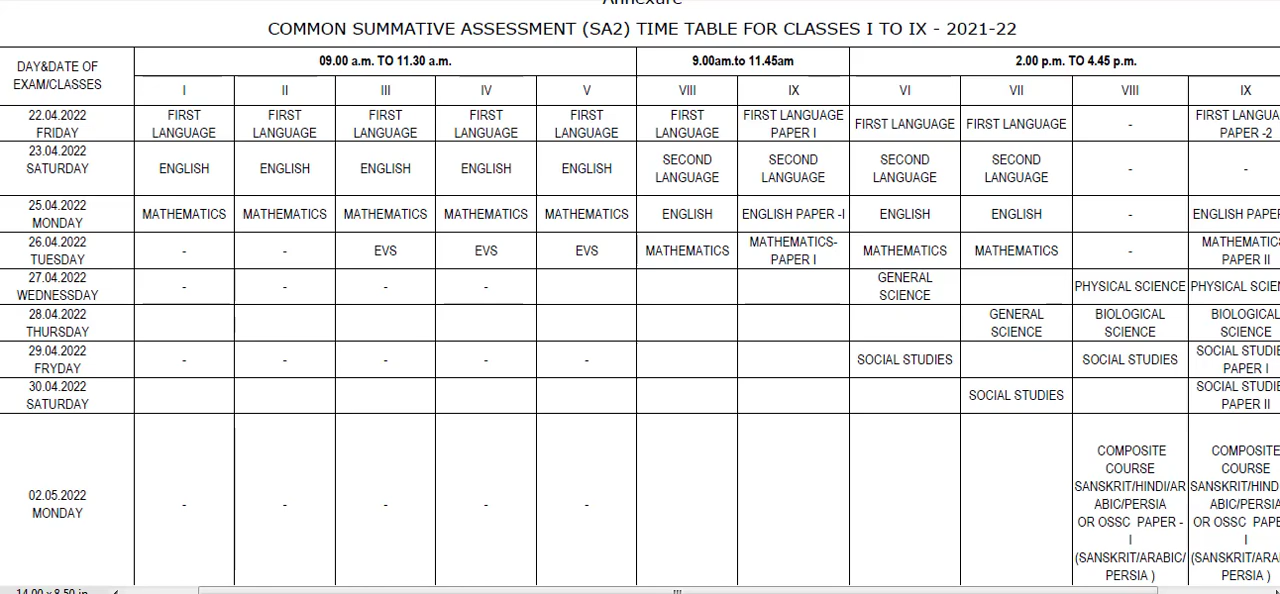 COMMON SUMMATIVE ASSESSMENT (SA2) TIME TABLE FOR CLASSES I TO IX - 2021-22
DAY&DATE OF EXAM/CLASSES 09.00 a.m. TO 11.30 a.m. 9.00am.to 11.45am 2.00 p.m. TO 4.45 p.m.
I II III IV V VIII IX VI VII VIII IX
22.04.2022 FRIDAY FIRST LANGUAGE FIRST LANGUAGE FIRST LANGUAGE FIRST LANGUAGE FIRST LANGUAGE FIRST LANGUAGE FIRST LANGUAGE PAPER I FIRST LANGUAGE FIRST LANGUAGE - FIRST LANGUA PAPER -2
23.04.2022 SATURDAY ENGLISH ENGLISH ENGLISH ENGLISH ENGLISH SECOND LANGUAGE SECOND LANGUAGE SECOND LANGUAGE SECOND LANGUAGE - -
25.04.2022 MONDAY MATHEMATICS MATHEMATICS MATHEMATICS MATHEMATICS MATHEMATICS ENGLISH ENGLISH PAPER -I ENGLISH ENGLISH - ENGLISH PAPER
26.04.2022 TUESDAY - - EVS EVS EVS MATHEMATICS MATHEMATICS- PAPER I MATHEMATICS MATHEMATICS - MATHEMATICS PAPER II
27.04.2022 WEDNESDAY - - - - GENERAL SCIENCE PHYSICAL SCIENCE PHYSICAL SCIEN
28.04.2022 THURSDAY GENERAL SCIENCE BIOLOGICAL SCIENCE BIOLOGICAL SCIENCE
29.04.2022 FRYDAY - - - - - SOCIAL STUDIES SOCIAL STUDIES SOCIAL STUDIE PAPER I
30.04.2022 SATURDAY SOCIAL STUDIES SOCIAL STUDIE PAPER II
02.05.2022 MONDAY - - - - - COMPOSITE COURSE SANSKRIT/HINDI/ARABIC/PERSIA OR OSSC PAPER - I (SANSKRIT/ARABIC/ PERSIA ) COMPOSITE COURSE SANSKRIT/HIND ABIC/PERSIA OR OSSC PAPE I (SANSKRIT/ARA PERSIA )